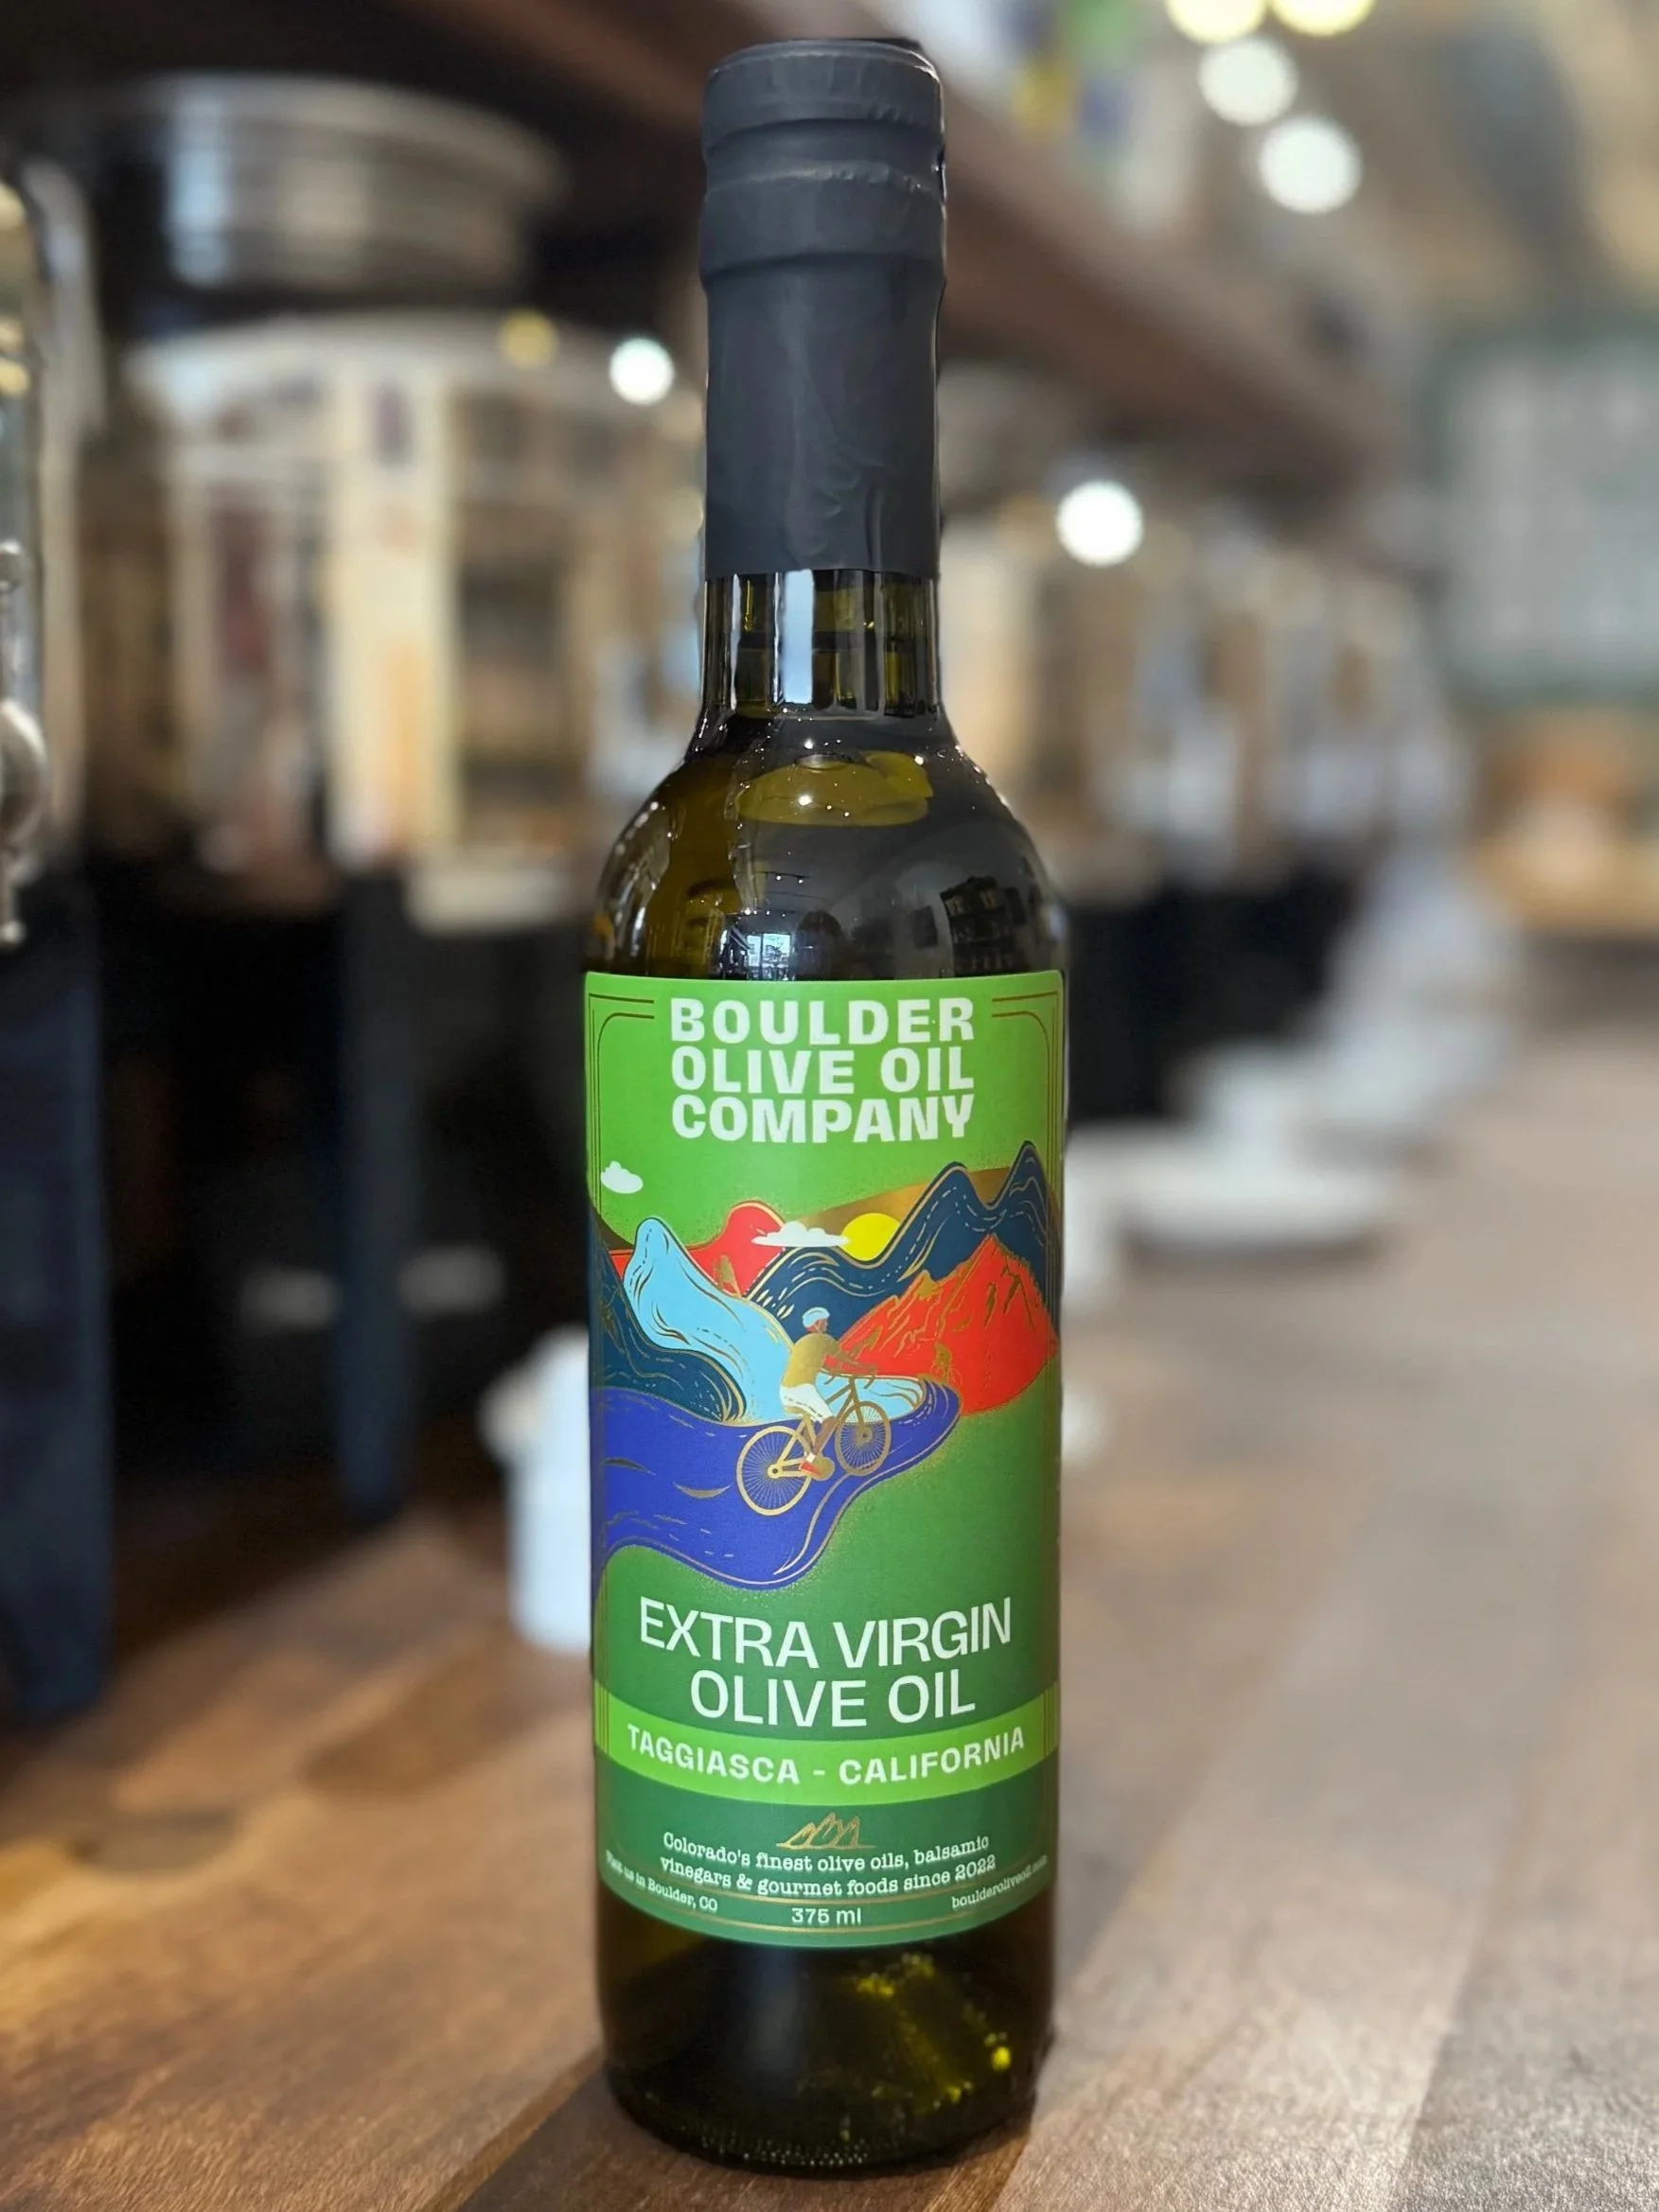 BOULDER
OLIVE OIL
COMPANY
EXTRA VIRGIN
OLIVE OIL
TAGGIASCA - CALIFORNIA
Colorado's finest olive oils, balsamic
vinegars & gourmet foods since 2022
Visit us in Boulder, CO
375 ml
boulderoliveoil.com